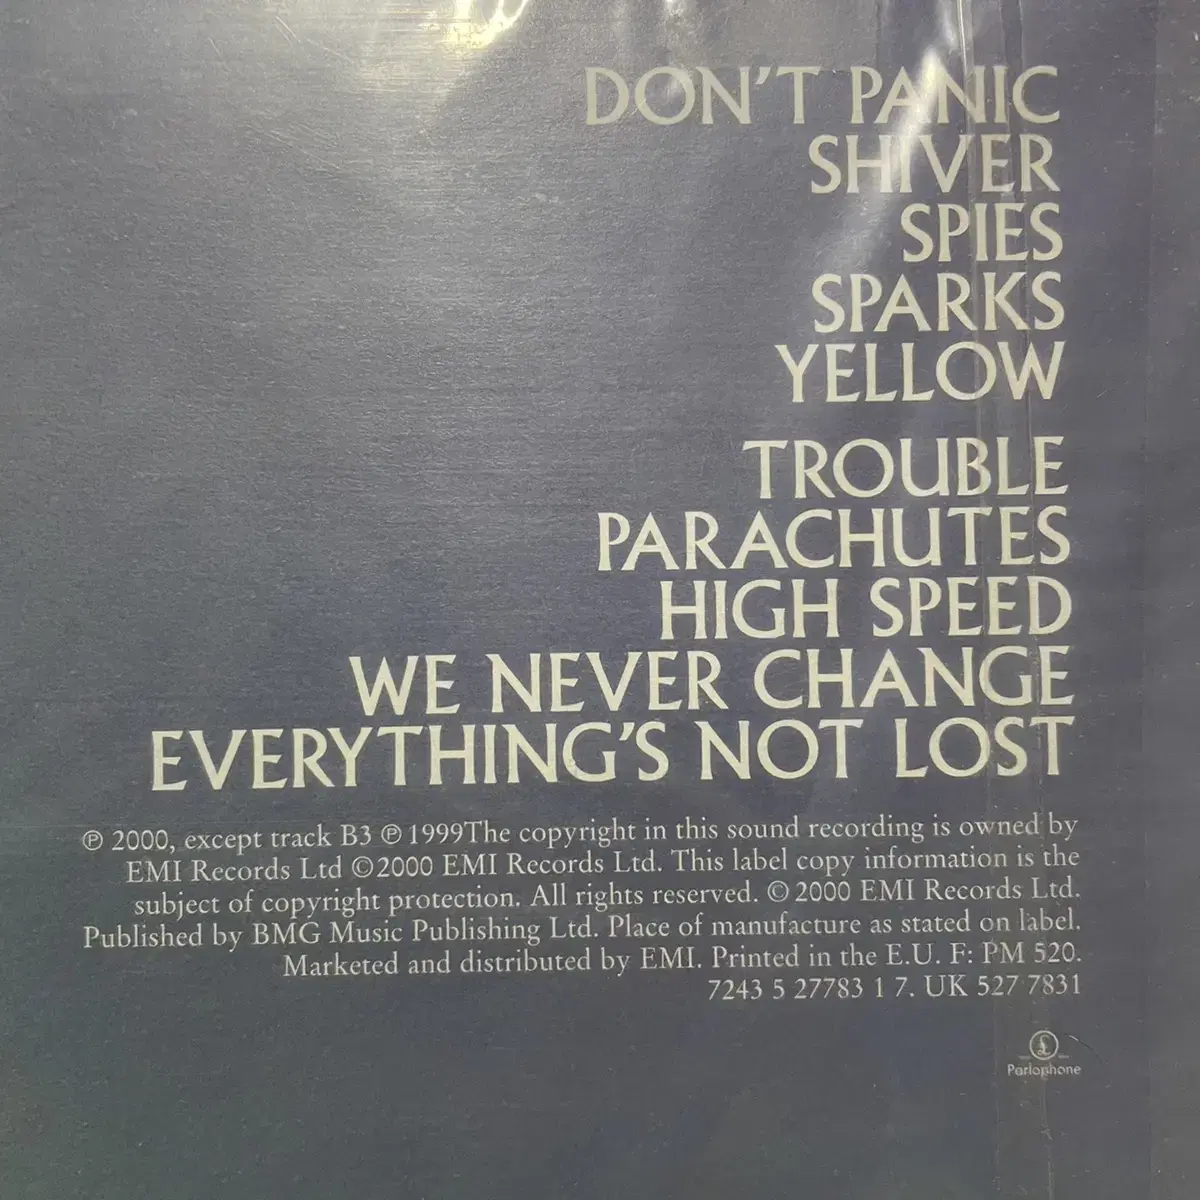 DON'T PANIC
SHIVER
SPIES
SPARKS
YELLOW
TROUBLE
PARACHUTES
HIGH SPEED
WE NEVER CHANGE
EVERYTHING'S NOT LOST
℗ 2000, except track B3 ℗ 1999The copyright in this sound recording is owned by
EMI Records Ltd ©2000 EMI Records Ltd. This label copy information is the
subject of copyright protection. All rights reserved. © 2000 EMI Records Ltd.
Published by BMG Music Publishing Ltd. Place of manufacture as stated on label.
Marketed and distributed by EMI. Printed in the E.U. F: PM 520.
7243 5 27783 1 7. UK 527 7831
£
Parlophone